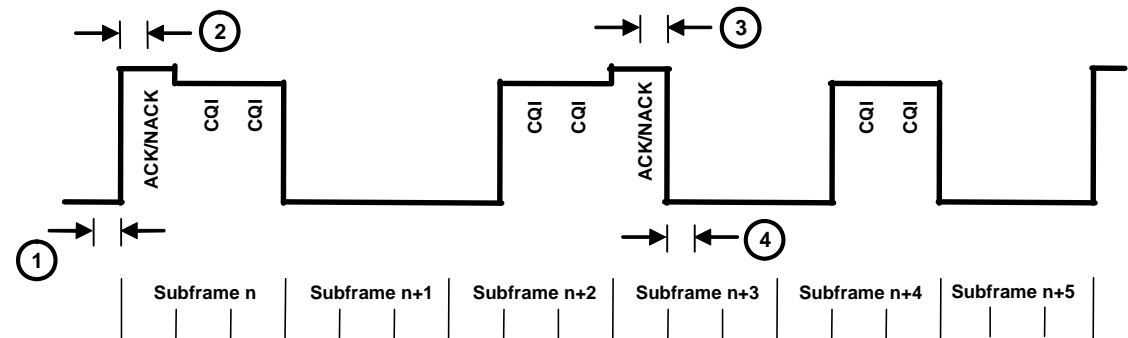 2
3
ACK/NACK
CQI
CQI
CQI
CQI
ACK/NACK
CQI
CQI
1
4
Subframe n
Subframe n+1
Subframe n+2
Subframe n+3
Subframe n+4
Subframe n+5